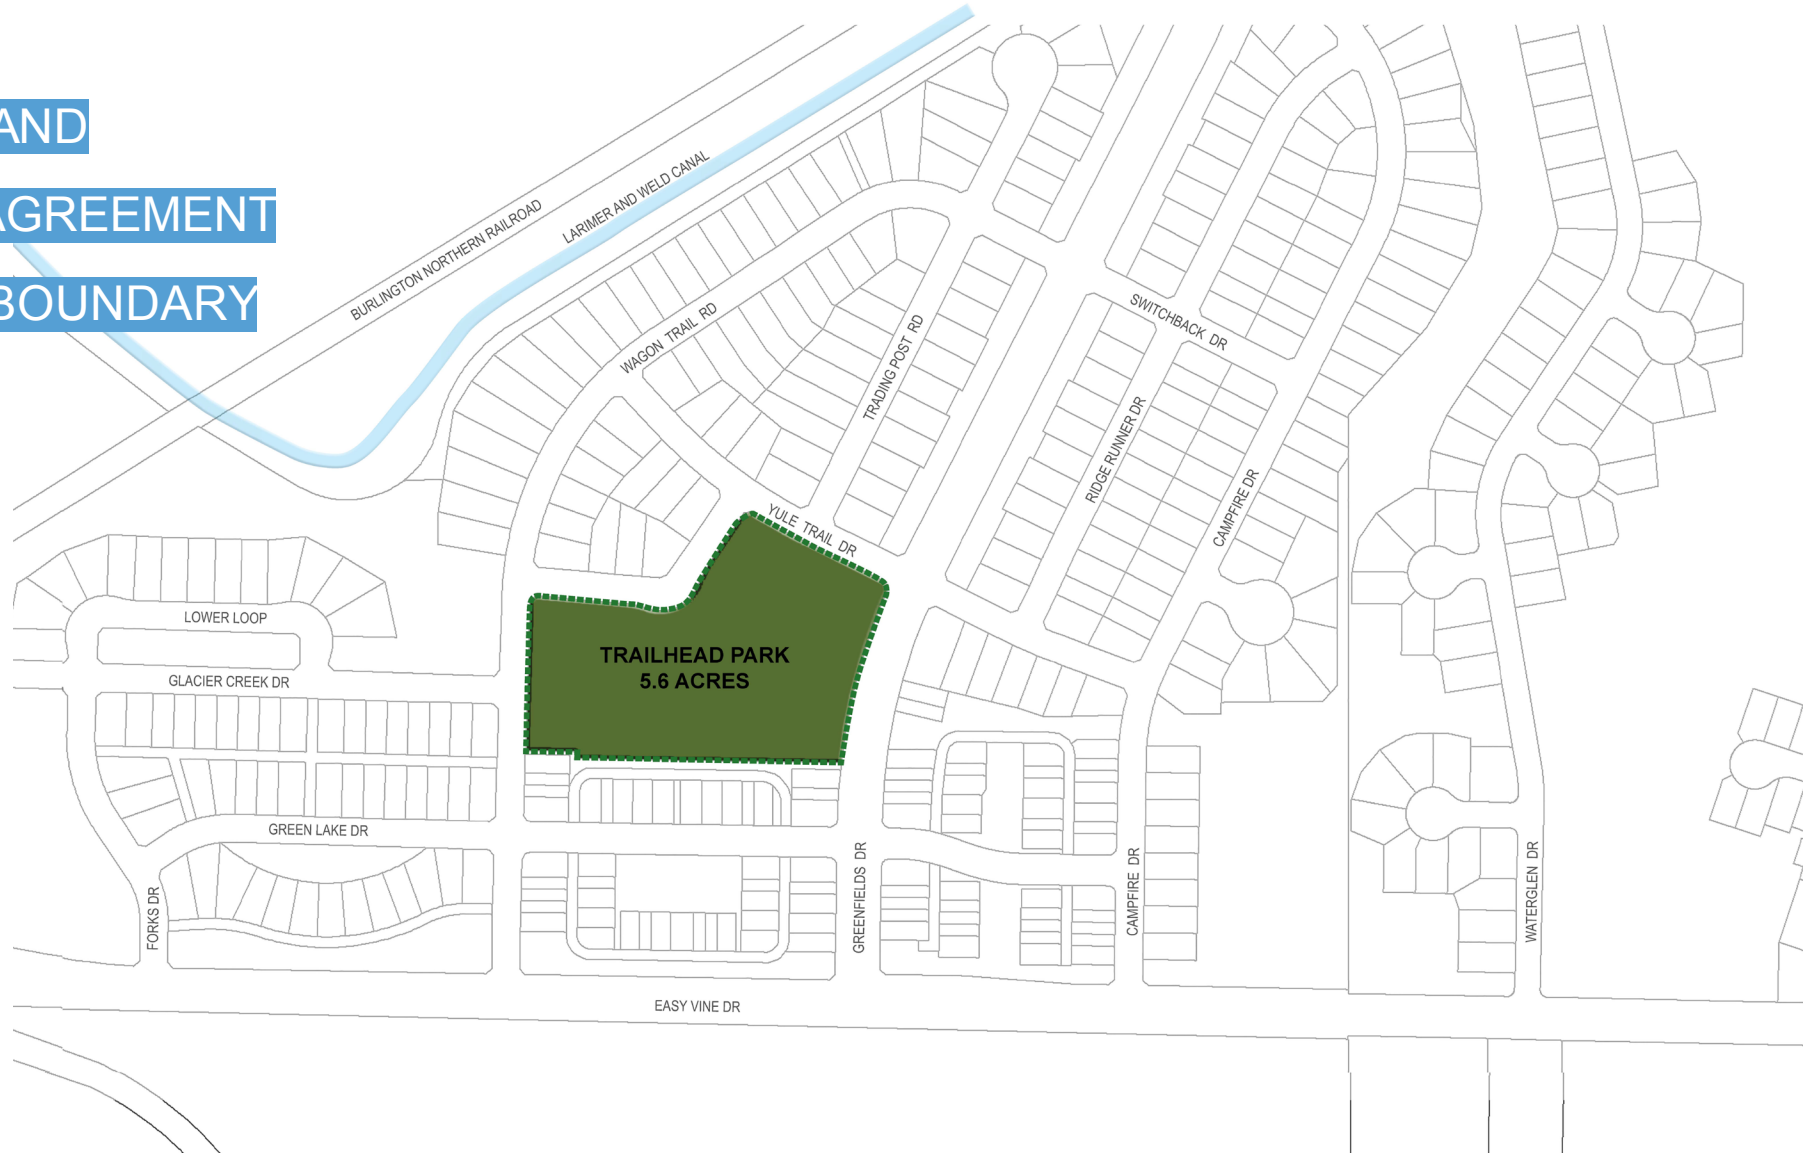 AND
AGREEMENT
BOUNDARY
BURLINGTON NORTHERN RAILROAD
LARIMER AND WELD CANAL
WAGON TRAIL RD
TRADING POST RD
SWITCHBACK DR
RIDGE RUNNER DR
CAMPFIRE DR
YULE TRAIL DR
LOWER LOOP
GLACIER CREEK DR
TRAILHEAD PARK
5.6 ACRES
GREEN LAKE DR
FORKS DR
GREENFIELDS DR
CAMPFIRE DR
WATERGLEN DR
EASY VINE DR